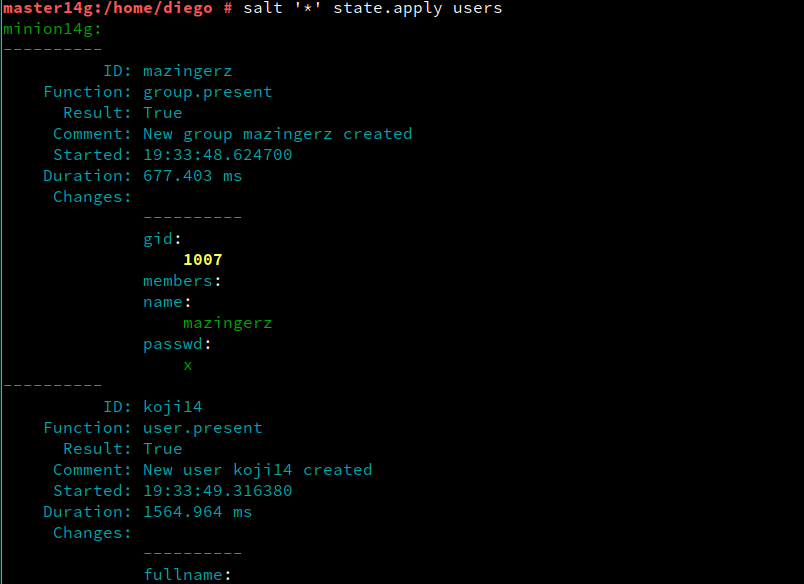 master14g:/home/diego # salt '*' state.apply users
minion14g:
----------
          ID: mazingerz
    Function: group.present
      Result: True
     Comment: New group mazingerz created
     Started: 19:33:48.624700
    Duration: 677.403 ms
     Changes:
              ----------
              gid:
                  1007
              members:
              name:
                  mazingerz
              passwd:
                  x
----------
          ID: koji14
    Function: user.present
      Result: True
     Comment: New user koji14 created
     Started: 19:33:49.316380
    Duration: 1564.964 ms
     Changes:
              ----------
              fullname: